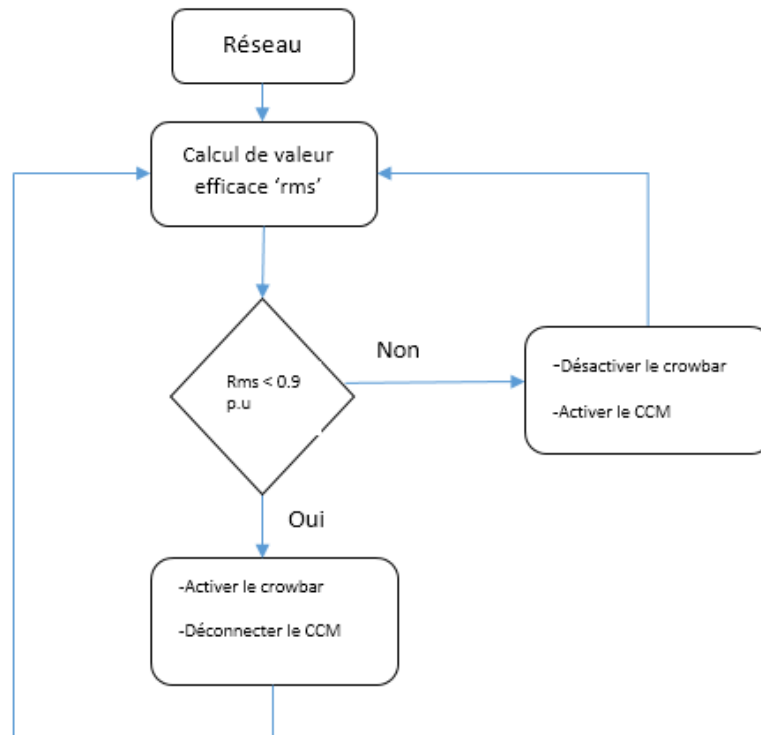 Réseau
Calcul de valeur
efficace ‘rms’
Rms < 0.9
p.u
Non
-Désactiver le crowbar
-Activer le CCM
Oui
-Activer le crowbar
-Déconnecter le CCM